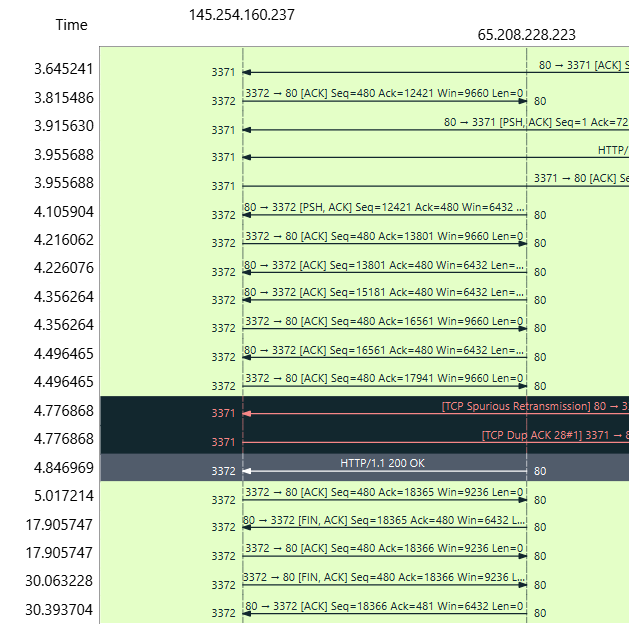 145.254.160.237
Time
65.208.228.223
3.645241 3371 80 → 3371 [ACK] S
3.815486 3372 3372 → 80 [ACK] Seq=480 Ack=12421 Win=9660 Len=0 80
3.915630 3371 80 → 3371 [PSH, ACK] Seq=1 Ack=72
3.955688 3371 HTTP/
3.955688 3371 3371 → 80 [ACK] Se
4.105904 3372 80 → 3372 [PSH, ACK] Seq=12421 Ack=480 Win=6432 ... 80
4.216062 3372 3372 → 80 [ACK] Seq=480 Ack=13801 Win=9660 Len=0 80
4.226076 3372 80 → 3372 [ACK] Seq=13801 Ack=480 Win=6432 Len=... 80
4.356264 3372 80 → 3372 [ACK] Seq=15181 Ack=480 Win=6432 Len=... 80
4.356264 3372 3372 → 80 [ACK] Seq=480 Ack=16561 Win=9660 Len=0 80
4.496465 3372 80 → 3372 [ACK] Seq=16561 Ack=480 Win=6432 Len=... 80
4.496465 3372 3372 → 80 [ACK] Seq=480 Ack=17941 Win=9660 Len=0 80
4.776868 3371 [TCP Spurious Retransmission] 80 → 3
4.776868 3371 [TCP Dup ACK 28#1] 3371 → 8
4.846969 3372 HTTP/1.1 200 OK 80
5.017214 3372 3372 → 80 [ACK] Seq=480 Ack=18365 Win=9236 Len=0 80
17.905747 3372 80 → 3372 [FIN, ACK] Seq=18365 Ack=480 Win=6432 L... 80
17.905747 3372 3372 → 80 [ACK] Seq=480 Ack=18366 Win=9236 Len=0 80
30.063228 3372 3372 → 80 [FIN, ACK] Seq=480 Ack=18366 Win=9236 L... 80
30.393704 3372 80 → 3372 [ACK] Seq=18366 Ack=481 Win=6432 Len=0 80